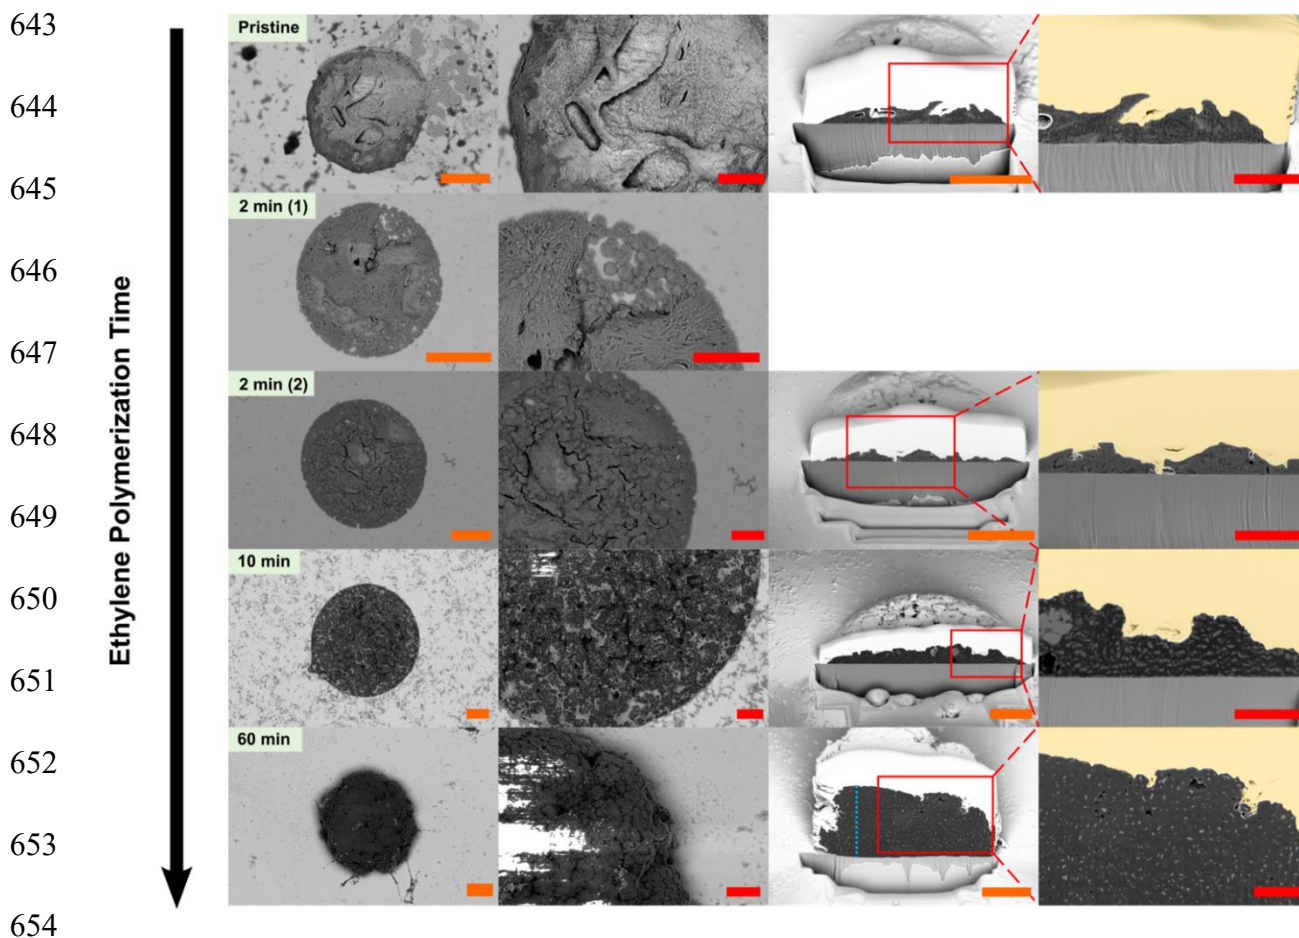 643
Pristine
644
645
2 min (1)
646
647
2 min (2)
648
649
10 min
650
651
60 min
652
653
654
Ethylene Polymerization Time